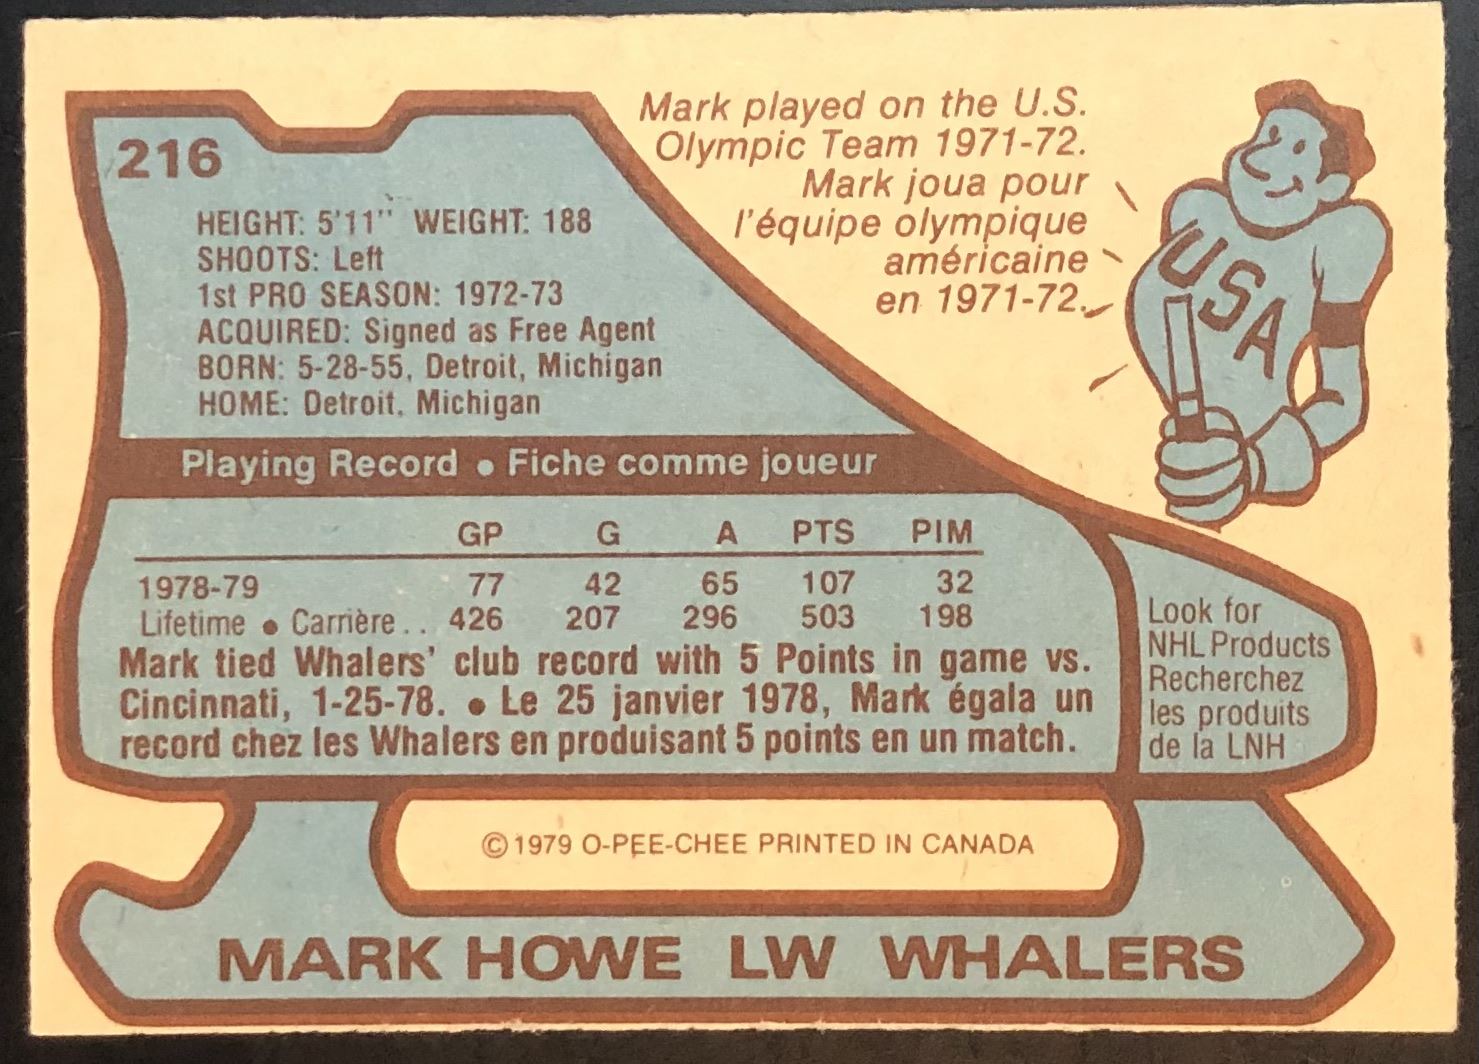 216
HEIGHT: 5'11" WEIGHT: 188
SHOOTS: Left
1st PRO SEASON: 1972-73
ACQUIRED: Signed as Free Agent
BORN: 5-28-55, Detroit, Michigan
HOME: Detroit, Michigan
Mark played on the U.S.
Olympic Team 1971-72.
Mark joua pour
l'équipe olympique
américaine
en 1971-72.
USA
Playing Record • Fiche comme joueur
GP G A PTS PIM
1978-79 77 42 65 107 32
Lifetime • Carrière.. 426 207 296 503 198
Mark tied Whalers' club record with 5 Points in game vs.
Cincinnati, 1-25-78. • Le 25 janvier 1978, Mark égala un
record chez les Whalers en produisant 5 points en un match.
Look for
NHL Products
Recherchez
les produits
de la LNH
©1979 O-PEE-CHEE PRINTED IN CANADA
MARK HOWE LW WHALERS